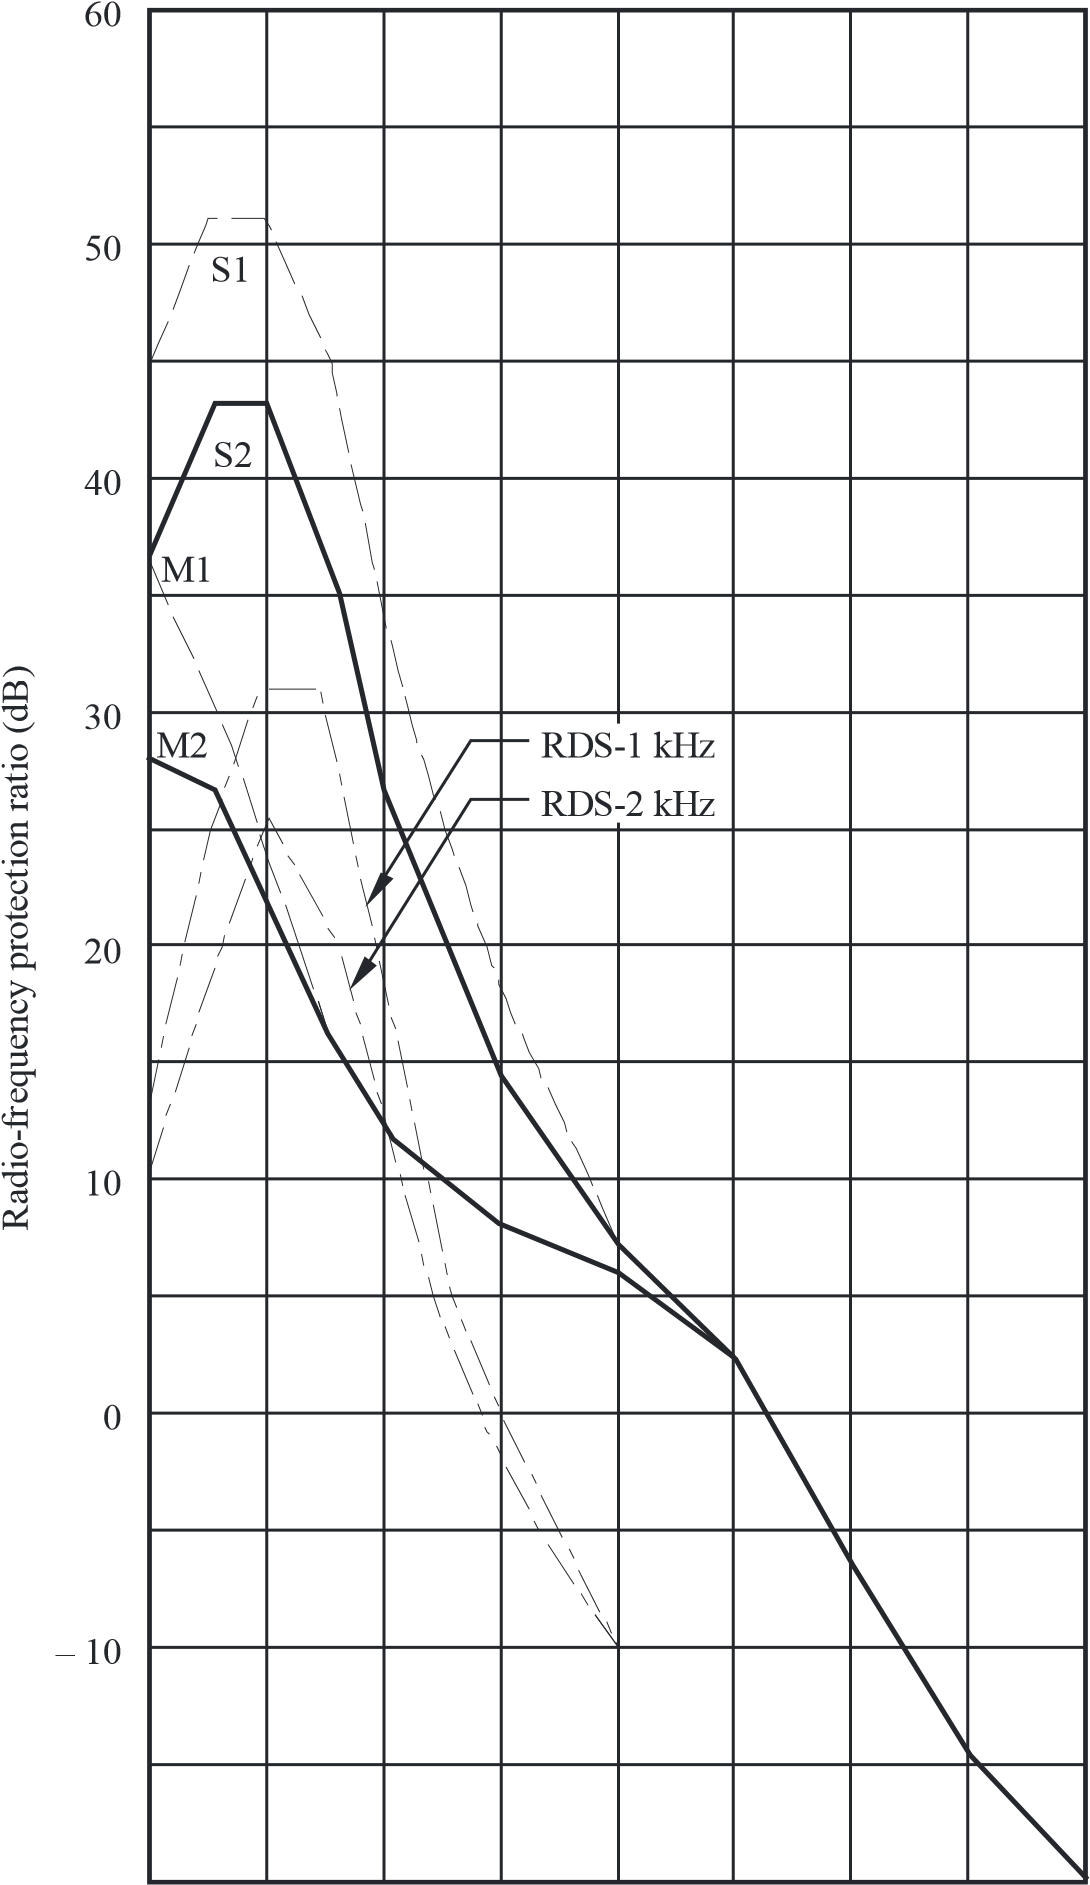 60
50
S1
40
S2
M1
30
M2
RDS-1 kHz
RDS-2 kHz
Radio-frequency protection ratio (dB)
20
10
0
– 10